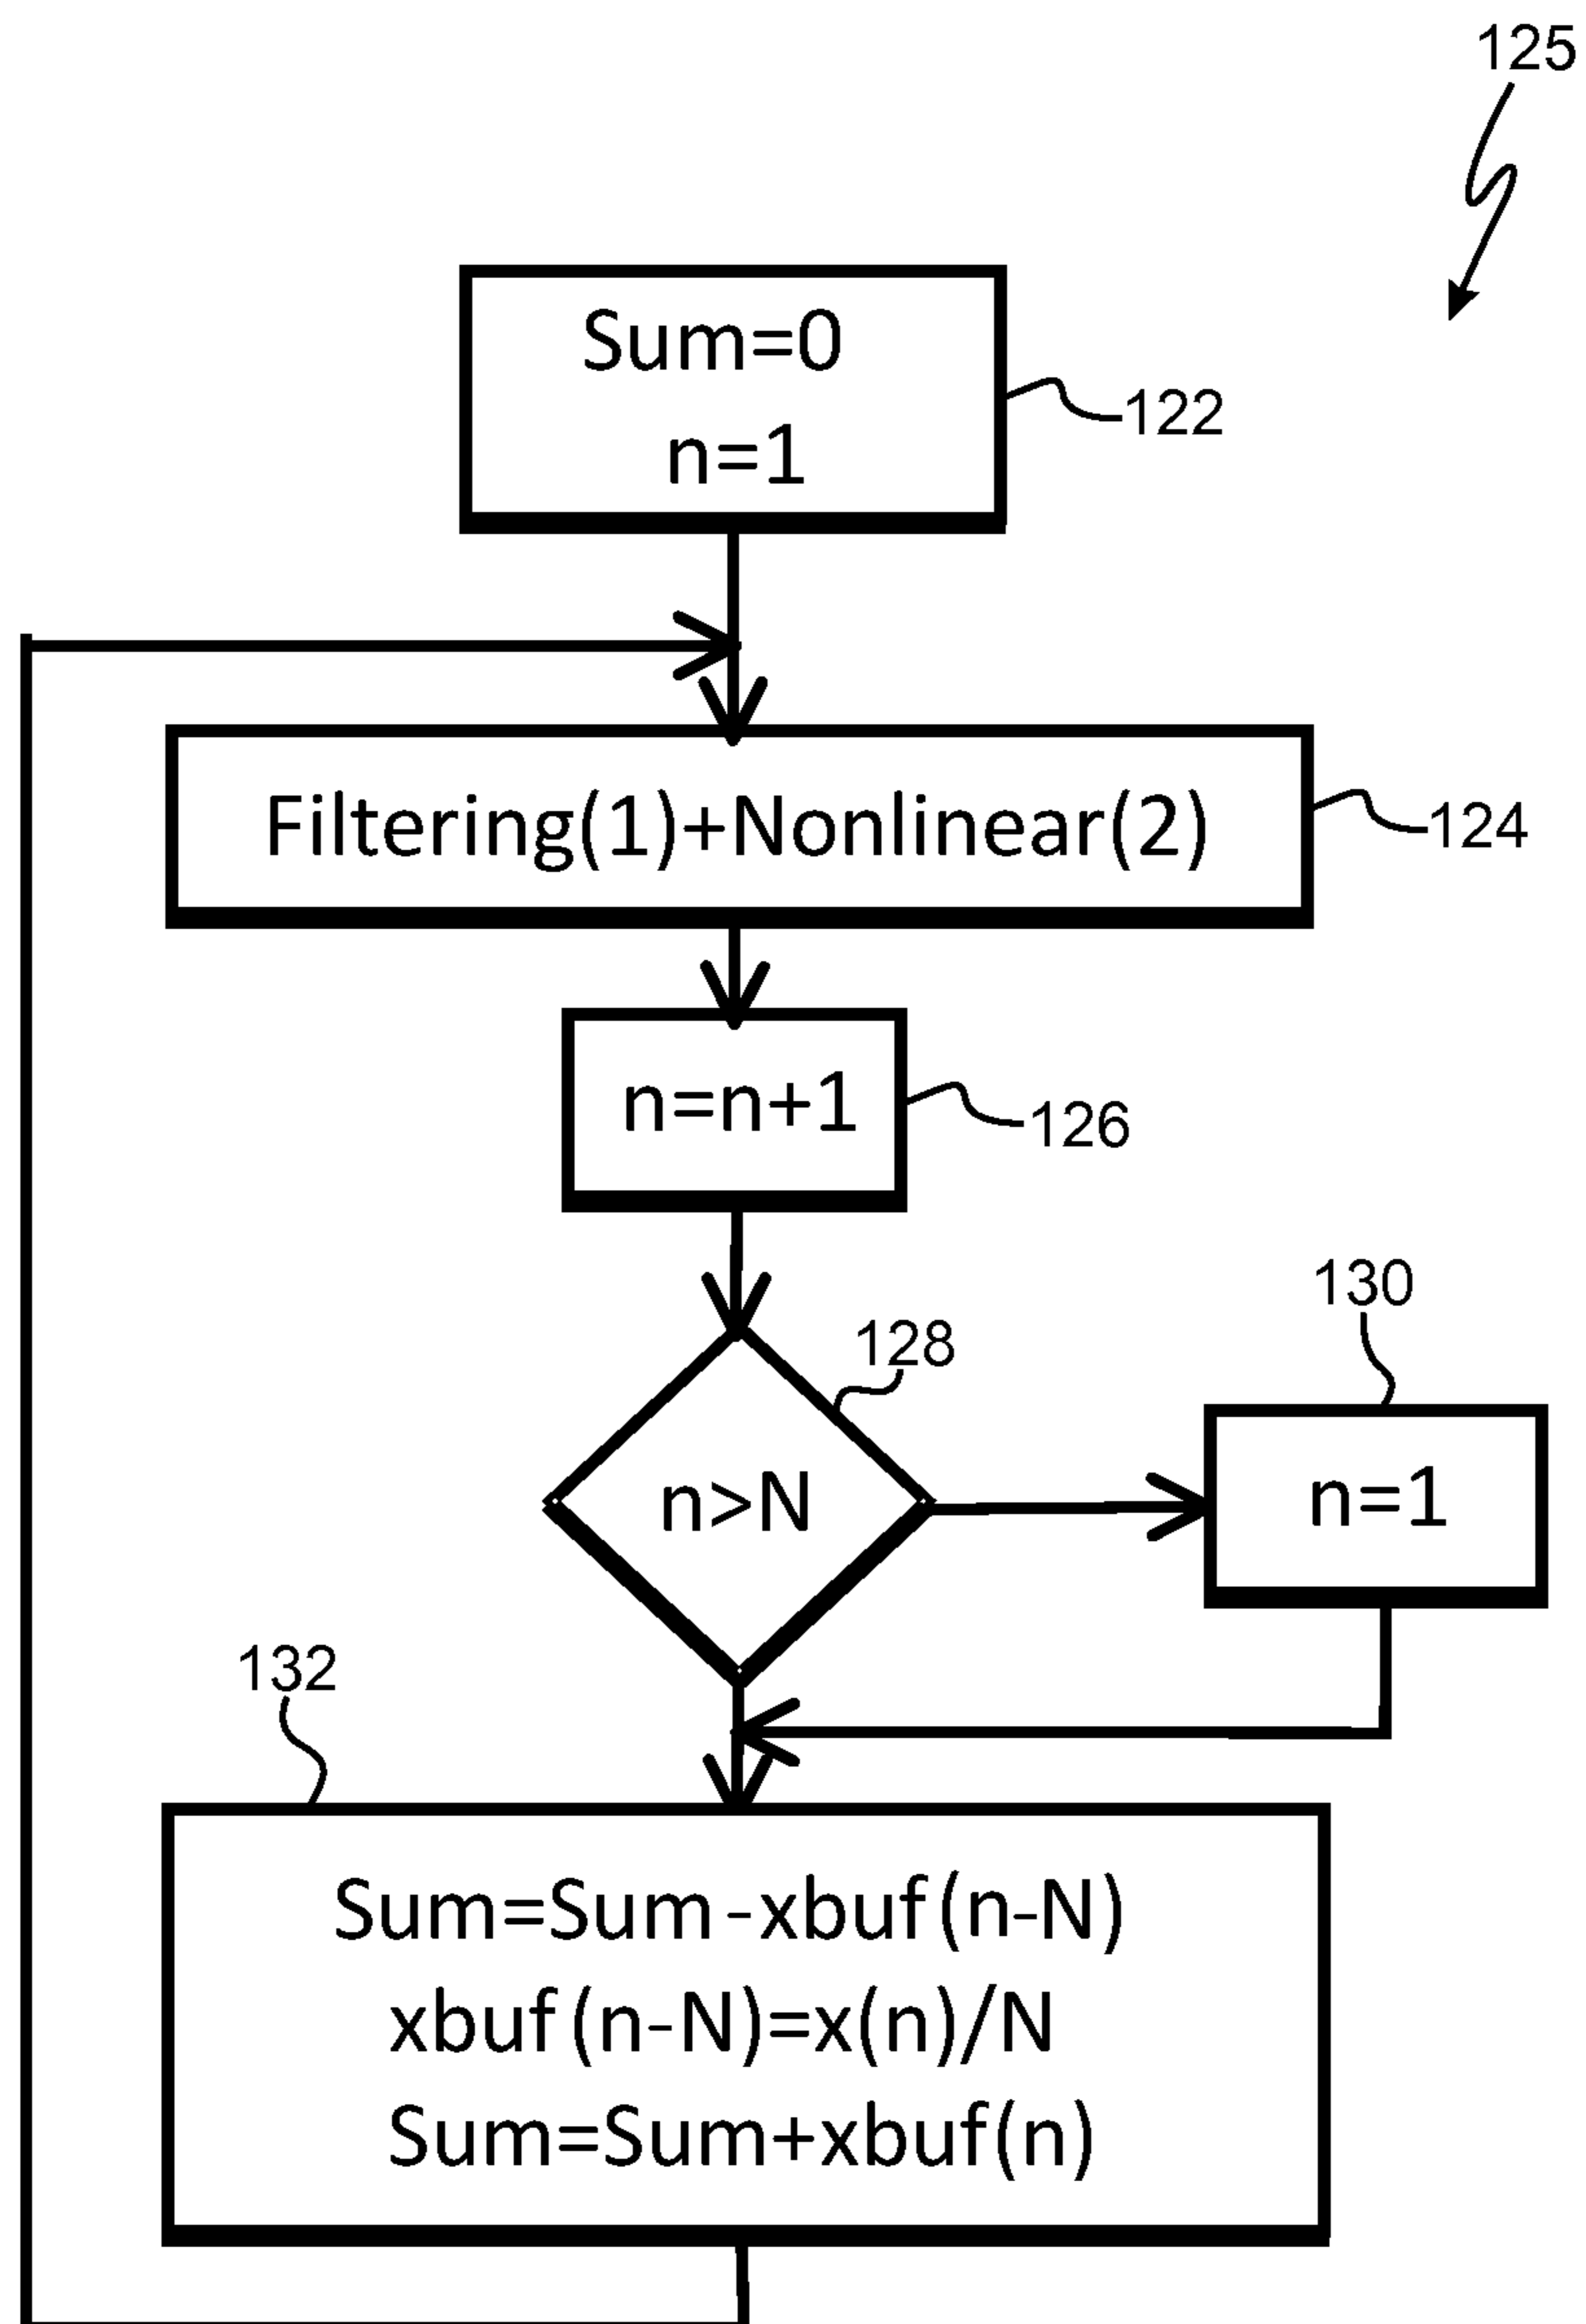 125
Sum=0
n=1
122
Filtering(1)+Nonlinear(2)
124
n=n+1
126
128
130
n>N
n=1
132
Sum=Sum-xbuf(n-N)
xbuf(n-N)=x(n)/N
Sum=Sum+xbuf(n)